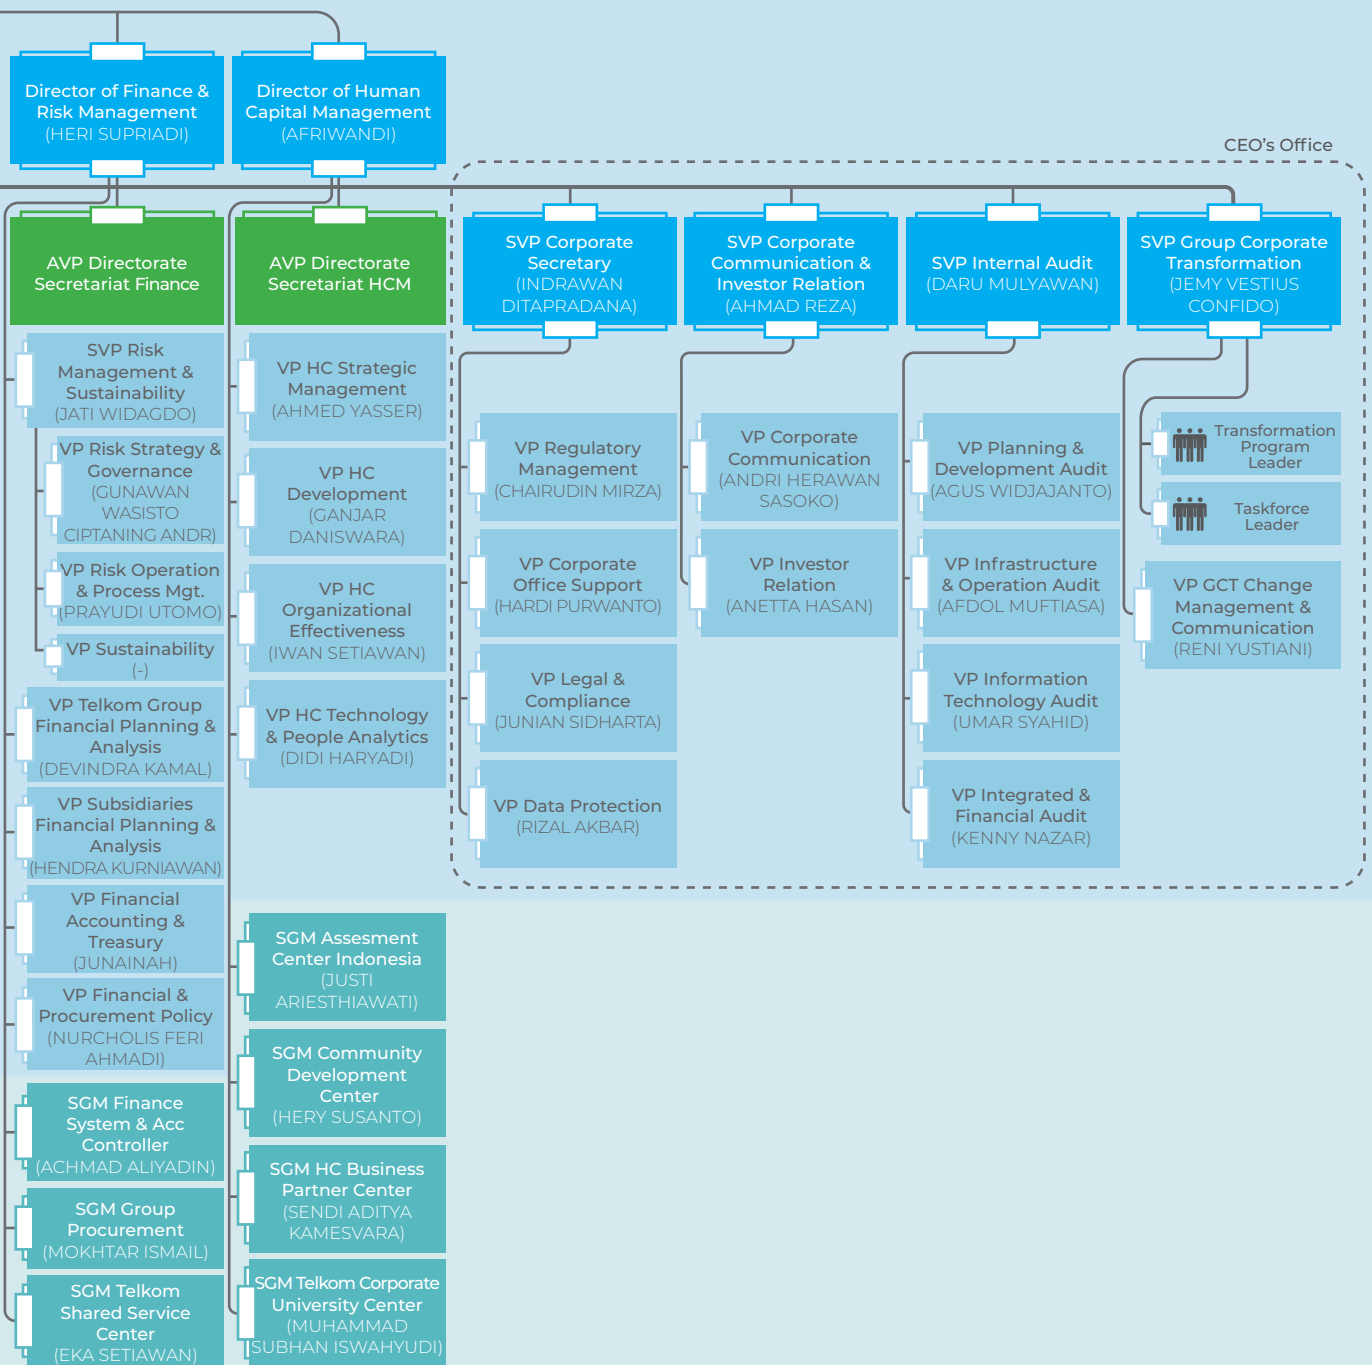 Director of Finance &
Risk Management
(HERI SUPRIADI)
Director of Human
Capital Management
(AFRIWANDI)
CEO's Office
AVP Directorate
Secretariat Finance
AVP Directorate
Secretariat HCM
SVP Corporate
Secretary
(INDRAWAN
DITAPRADANA)
SVP Corporate
Communication &
Investor Relation
(AHMAD REZA)
SVP Internal Audit
(DARU MULYAWAN)
SVP Group Corporate
Transformation
(JEMY VESTIUS
CONFIDO)
SVP Risk
Management &
Sustainability
(JATI WIDAGDO)
VP Risk Strategy &
Governance
(GUNAWAN
WASISTO
CIPTANING ANDR)
VP Risk Operation
& Process Mgt.
(PRAYUDI UTOMO)
VP Sustainability
(-)
VP Telkom Group
Financial Planning &
Analysis
(DEVINDRA KAMAL)
VP Subsidiaries
Financial Planning &
Analysis
(HENDRA KURNIAWAN)
VP Financial
Accounting &
Treasury
(JUNAINAH)
VP Financial &
Procurement Policy
(NURCHOLIS FERI
AHMADI)
SGM Finance
System & Acc
Controller
(ACHMAD ALIYADIN)
SGM Group
Procurement
(MOKHTAR ISMAIL)
SGM Telkom
Shared Service
Center
(EKA SETIAWAN)
VP HC Strategic
Management
(AHMED YASSER)
VP HC
Development
(GANJAR
DANISWARA)
VP HC
Organizational
Effectiveness
(IWAN SETIAWAN)
VP HC Technology
& People Analytics
(DIDI HARYADI)
SGM Assesment
Center Indonesia
(JUSTI
ARIESTHIAWATI)
SGM Community
Development
Center
(HERY SUSANTO)
SGM HC Business
Partner Center
(SENDI ADITYA
KAMESVARA)
SGM Telkom Corporate
University Center
(MUHAMMAD
SUBHAN ISWAHYUDI)
VP Regulatory
Management
(CHAIRUDIN MIRZA)
VP Corporate
Office Support
(HARDI PURWANTO)
VP Legal &
Compliance
(JUNIAN SIDHARTA)
VP Data Protection
(RIZAL AKBAR)
VP Corporate
Communication
(ANDRI HERAWAN
SASOKO)
VP Investor
Relation
(ANETTA HASAN)
VP Planning &
Development Audit
(AGUS WIDJAJANTO)
VP Infrastructure
& Operation Audit
(AFDOL MUFTIASA)
VP Information
Technology Audit
(UMAR SYAHID)
VP Integrated &
Financial Audit
(KENNY NAZAR)
Transformation
Program
Leader
Taskforce
Leader
VP GCT Change
Management &
Communication
(RENI YUSTIANI)